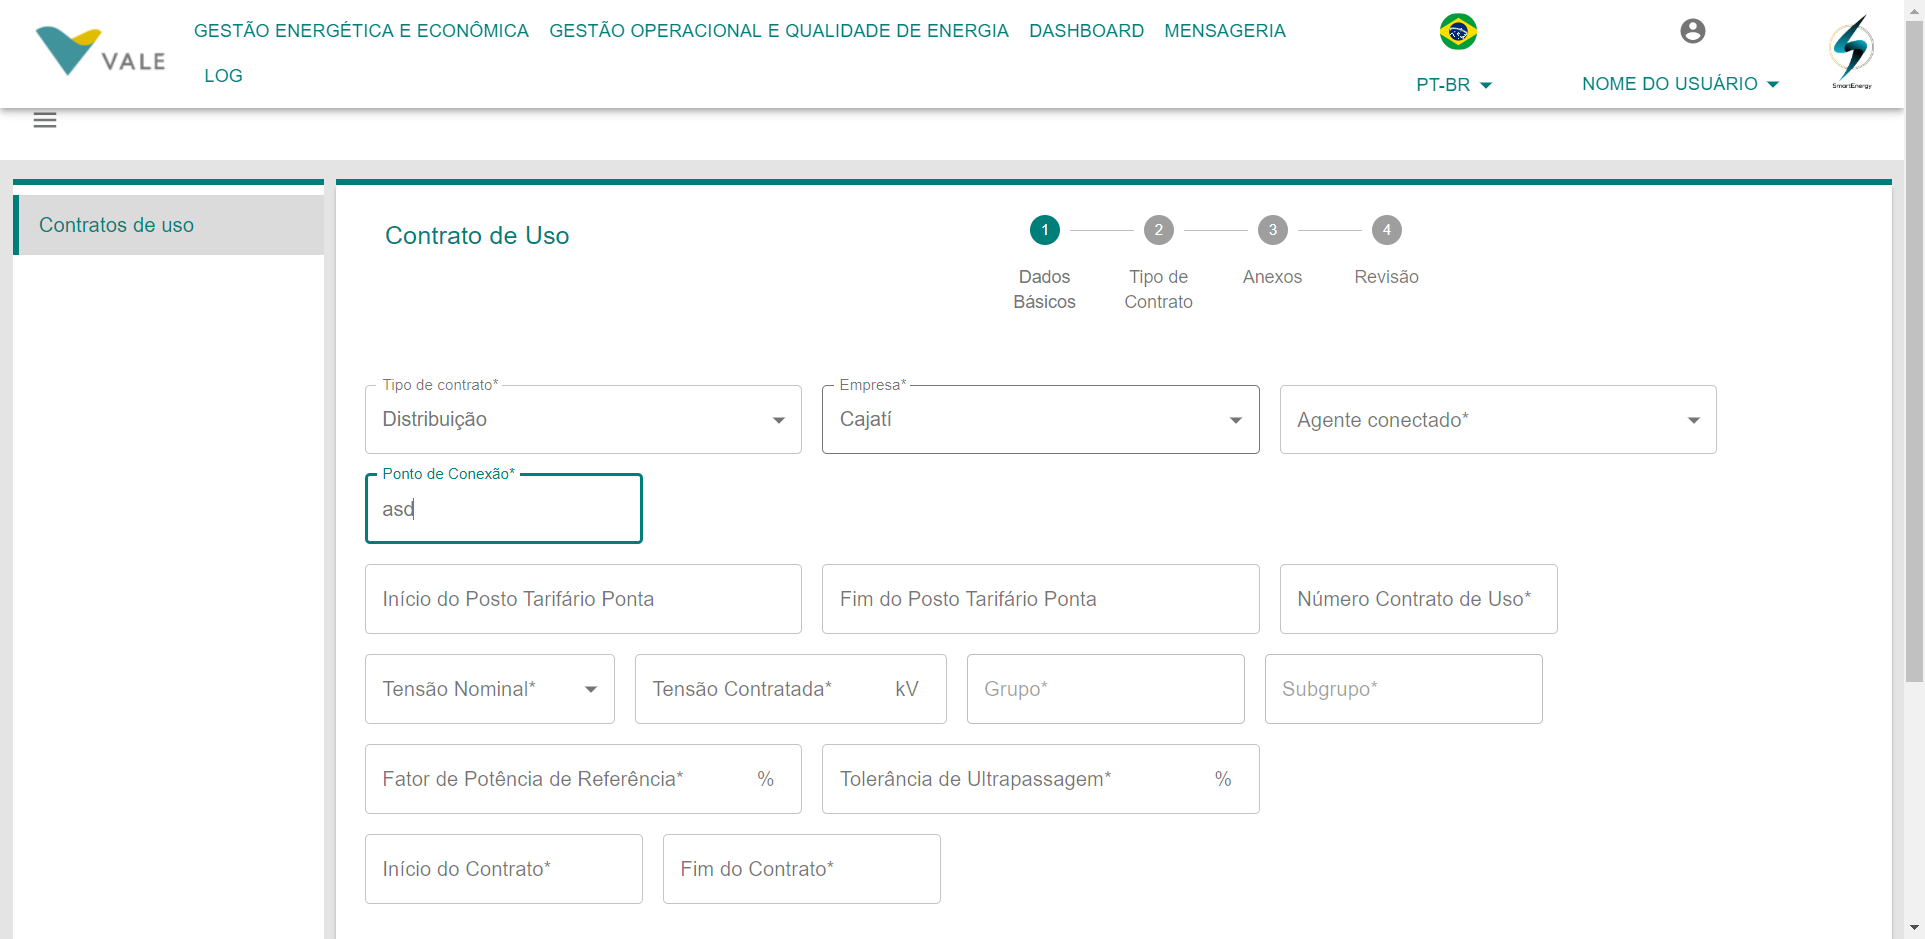 VALE
GESTÃO ENERGÉTICA E ECONÔMICA GESTÃO OPERACIONAL E QUALIDADE DE ENERGIA DASHBOARD MENSAGERIA
LOG
PT-BR
NOME DO USUÁRIO
SmartEnergy
Contratos de uso
Contrato de Uso
1 2 3 4
Dados Básicos
Tipo de Contrato
Anexos
Revisão
Tipo de contrato*
Distribuição
Empresa*
Cajatí
Agente conectado*
Ponto de Conexão*
asd
Início do Posto Tarifário Ponta
Fim do Posto Tarifário Ponta
Número Contrato de Uso*
Tensão Nominal*
Tensão Contratada* kV
Grupo*
Subgrupo*
Fator de Potência de Referência* %
Tolerância de Ultrapassagem* %
Início do Contrato*
Fim do Contrato*